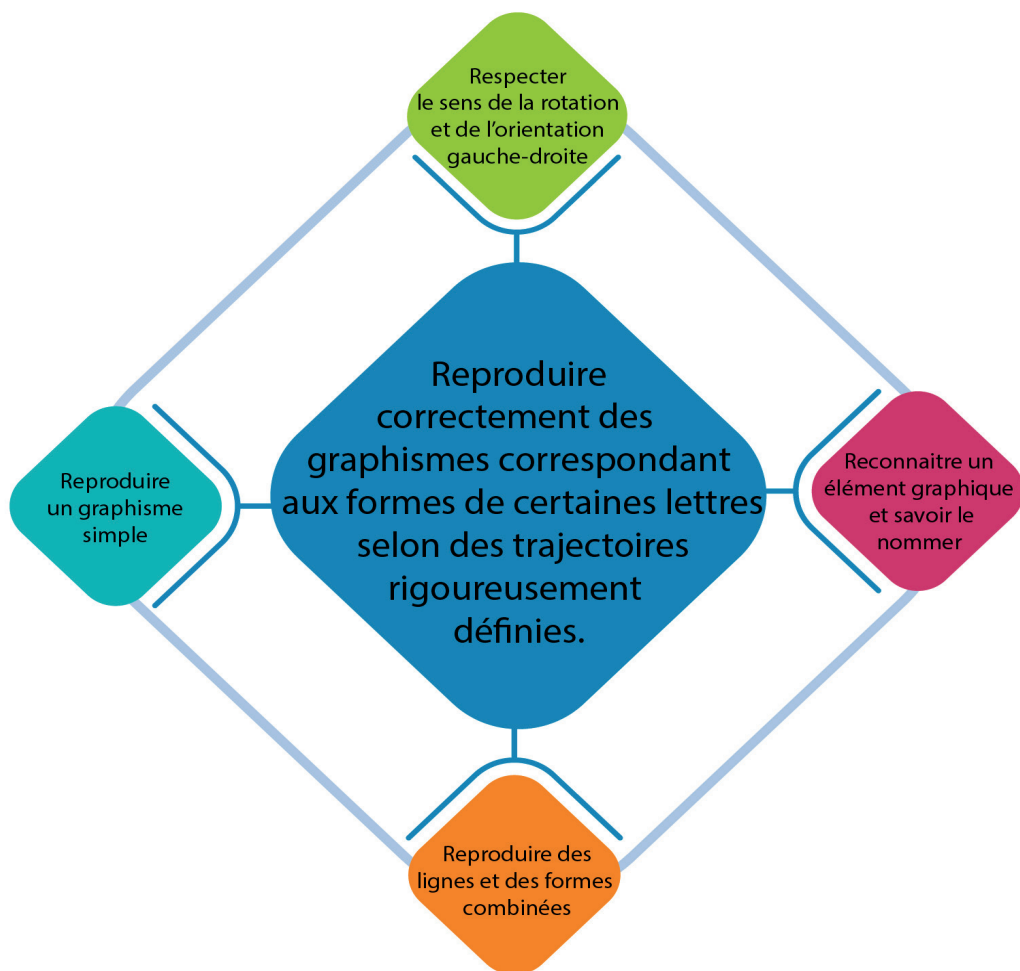 Respecter
le sens de la rotation
et de l'orientation
gauche-droite
Reproduire
un graphisme
simple
Reproduire
correctement des
graphismes correspondant
aux formes de certaines lettres
selon des trajectoires
rigoureusement
définies.
Reconnaitre un
élément graphique
et savoir le
nommer
Reproduire des
lignes et des formes
combinées